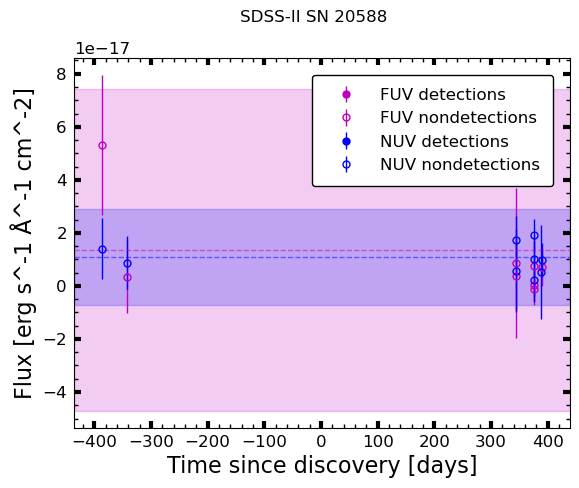 SDSS-II SN 20588
1e−17
8
6
4
2
0
−2
−4
FUV detections
FUV nondetections
NUV detections
NUV nondetections
−400 −300 −200 −100 0 100 200 300 400
Time since discovery [days]
Flux [erg s^-1 Å^-1 cm^-2]